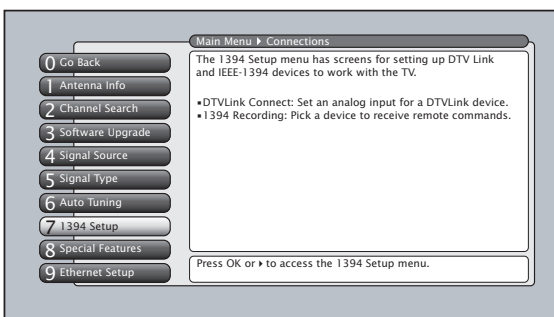 Main Menu ▸ Connections
0 Go Back
1 Antenna Info
2 Channel Search
3 Software Upgrade
4 Signal Source
5 Signal Type
6 Auto Tuning
7 1394 Setup
8 Special Features
9 Ethernet Setup
The 1394 Setup menu has screens for setting up DTV Link
and IEEE-1394 devices to work with the TV.
▪DTVLink Connect: Set an analog input for a DTVLink device.
▪1394 Recording: Pick a device to receive remote commands.
Press OK or ▸ to access the 1394 Setup menu.